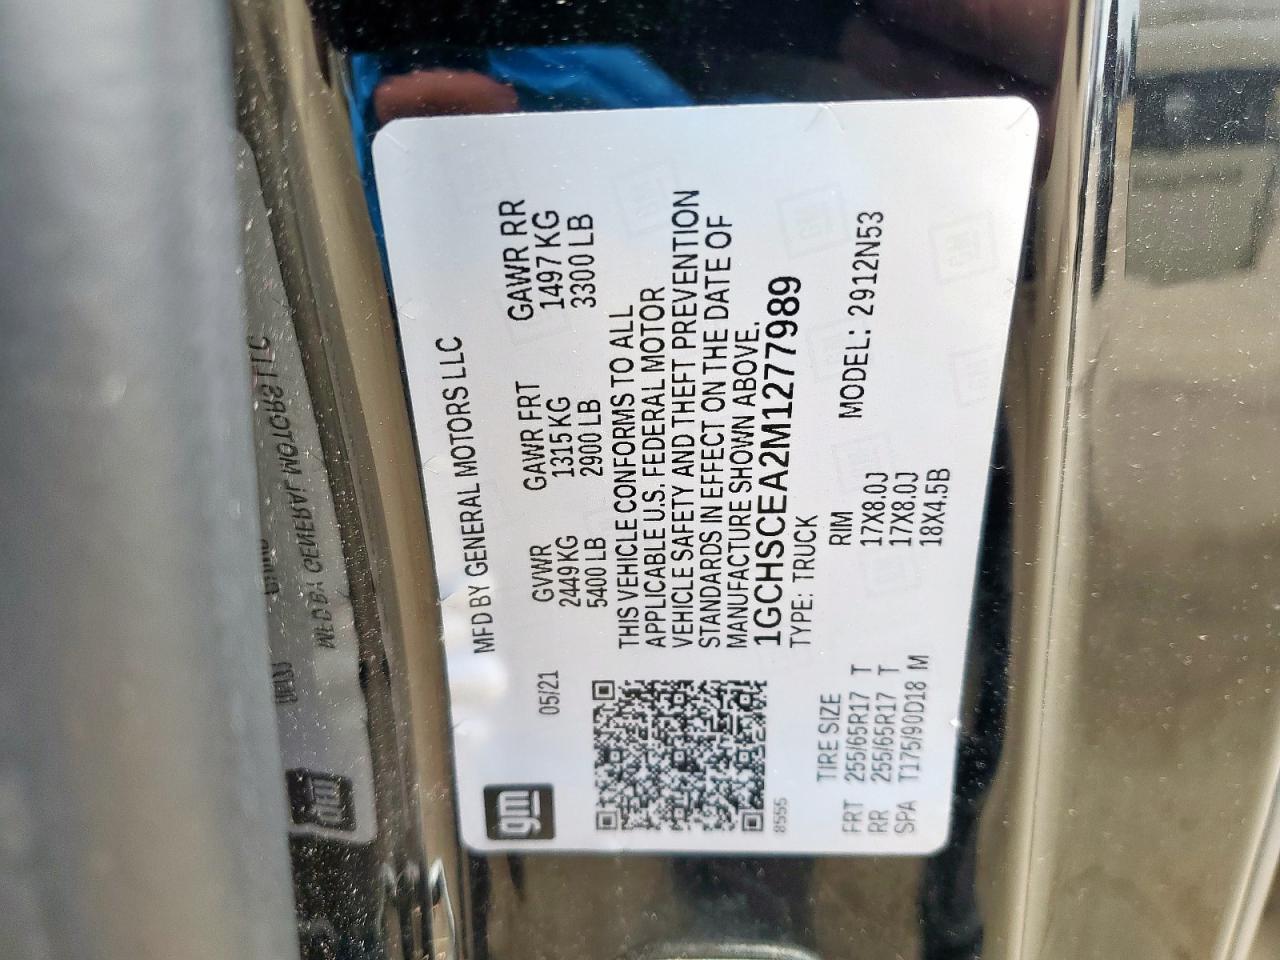 gm
MFD BY GENERAL MOTORS LLC
05/21
GVWR GAWR FRT GAWR RR
2449 KG 1315 KG 1497 KG
5400 LB 2900 LB 3300 LB
THIS VEHICLE CONFORMS TO ALL
APPLICABLE U.S. FEDERAL MOTOR
VEHICLE SAFETY AND THEFT PREVENTION
STANDARDS IN EFFECT ON THE DATE OF
MANUFACTURE SHOWN ABOVE.
1GCHSCEA2M1277989
8555
TYPE: TRUCK
MODEL: 2912N53
TIRE SIZE RIM
FRT 255/65R17 T 17X8.0J
RR 255/65R17 T 17X8.0J
SPA T175/90D18 M 18X4.5B